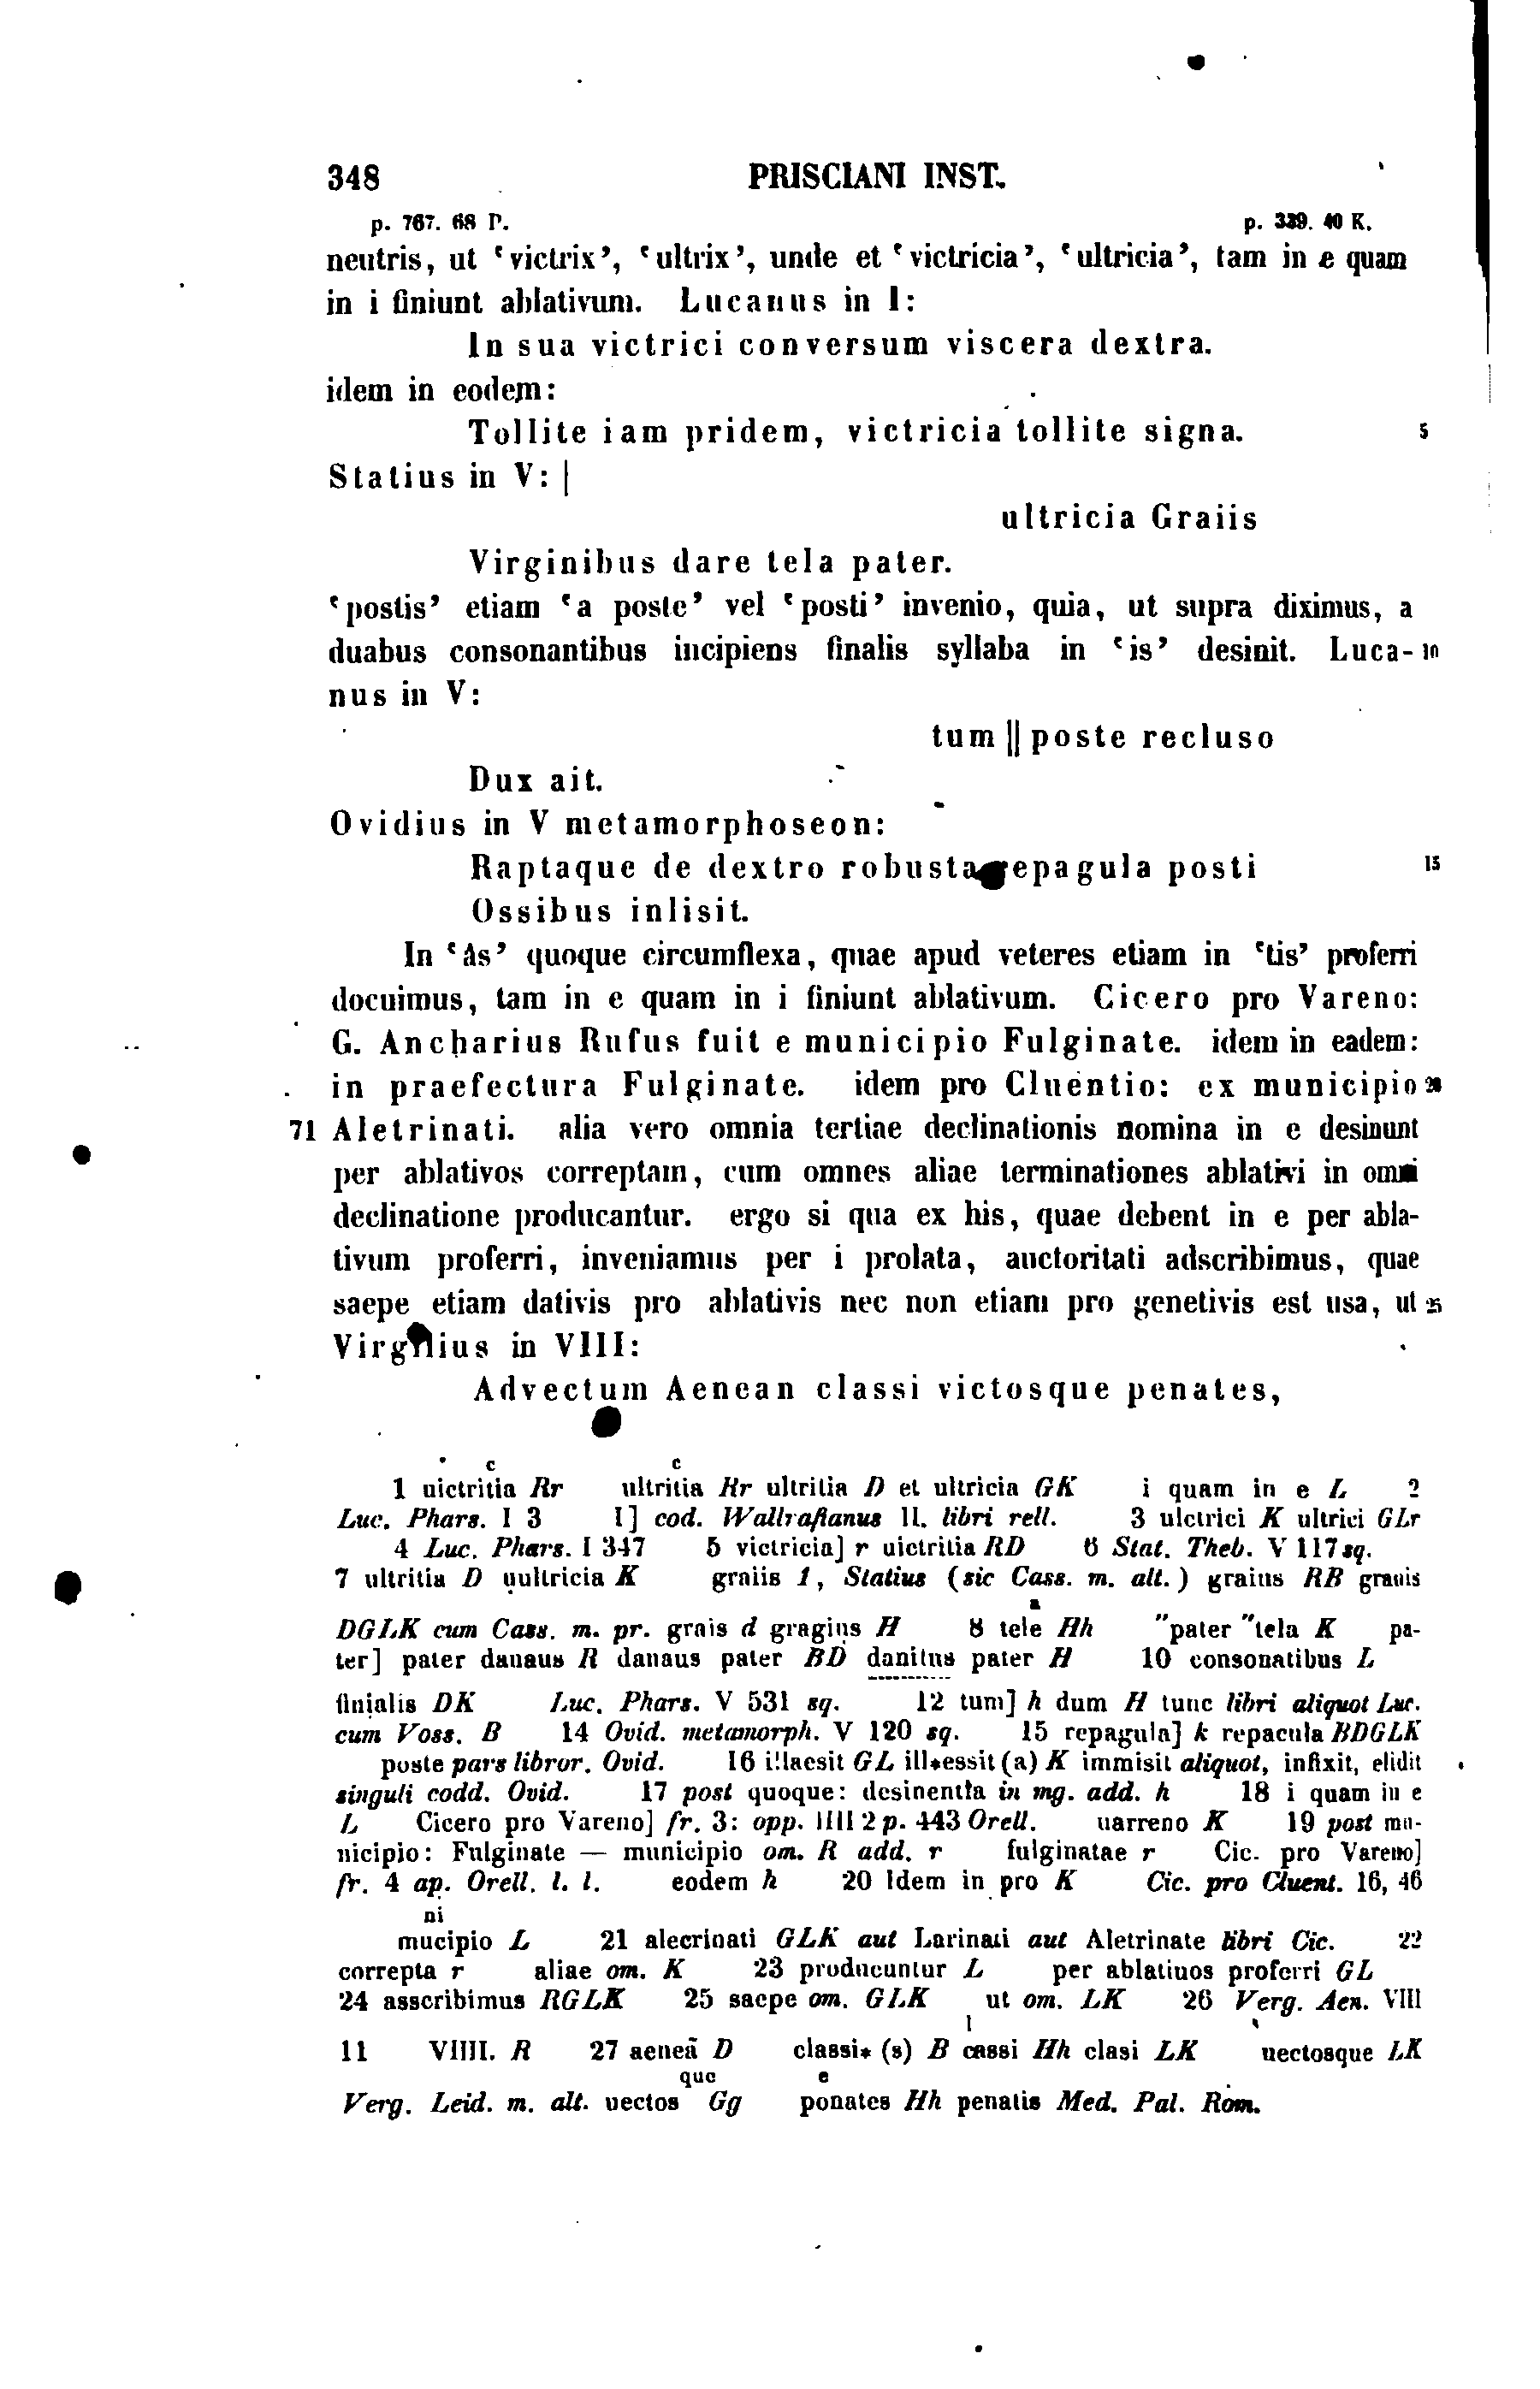 348 PRISCIANI INST.
p. 767. 68 P. p. 339. 40 K.
neutris, ut ‘victrix’, ‘ultrix’, unde et ‘victricia’, ‘ultricia’, tam in e quam
in i finiunt ablativum. Lucanus in I:
In sua victrici conversum viscera dextra.
idem in eodem:
Tollite iam pridem, victricia tollite signa. 5
Statius in V: |
ultricia Graiis
Virginibus dare tela pater.
‘postis’ etiam ‘a poste’ vel ‘posti’ invenio, quia, ut supra diximus, a
duabus consonantibus incipiens finalis syllaba in ‘is’ desinit. Luca- 10
nus in V:
tum || poste recluso
Dux ait.
Ovidius in V metamorphoseon:
Raptaque de dextro robusta repagula posti 15
Ossibus inlisit.
In ‘âs’ quoque circumflexa, quae apud veteres etiam in ‘tis’ proferri
docuimus, tam in e quam in i finiunt ablativum. Cicero pro Vareno:
G. Ancharius Rufus fuit e municipio Fulginate. idem in eadem:
in praefectura Fulginate. idem pro Cluentio: ex municipio 20
71 Aletrinati. alia vero omnia tertiae declinationis nomina in e desinunt
per ablativos correptam, cum omnes aliae terminationes ablativi in omni
declinatione producantur. ergo si qua ex his, quae debent in e per abla-
tivum proferri, inveniamus per i prolata, auctoritati adscribimus, quae
saepe etiam dativis pro ablativis nec non etiam pro genetivis est usa, ut 25
Virgilius in VIII:
Advectum Aenean classi victosque penates,
c c
1 uictritia Rr ultritia Rr ultritia D et ultricia GK i quam in e L 2
Luc. Phars. I 3 I] cod. Wallrafianus II. libri rell. 3 ulctrici K ultrici GLr
4 Luc. Phars. I 347 5 victricia] r uictritia RD 6 Stat. Theb. V 117 sq.
7 ultritia D uultricia K graiis 1, Statius (sic Cass. m. alt.) graius RB grauis
a
DGLK cum Cass. m. pr. grais d gragius H 8 tele Hh "pater "tela K pa-
ter] pater danaus R danaus pater BD danitus pater H 10 consonatibus L
finialis DK Luc. Phars. V 531 sq. 12 tum] h dum H tunc libri aliquot Luc.
cum Voss. B 14 Ovid. metamorph. V 120 sq. 15 repagula] k repacula BDGLK
poste pars libror. Ovid. 16 illaesit GL ill*essit (a) K immisit aliquot, infixit, elidit
singuli codd. Ovid. 17 post quoque: desinentia in mg. add. h 18 i quam in e
L Cicero pro Vareno] fr. 3: opp. IIII 2 p. 443 Orell. uarreno K 19 post mu-
nicipio: Fulginate — municipio om. R add. r fulginatae r Cic. pro Vareno]
fr. 4 ap. Orell. l. l. eodem h 20 Idem in pro K Cic. pro Cluent. 16, 46
ni
mucipio L 21 alecrinati GLK aut Larinati aut Aletrinate libri Cic. 22
correpta r aliae om. K 23 producuntur L per ablatiuos proferri GL
24 asscribimus RGLK 25 saepe om. GLK ut om. LK 26 Verg. Aen. VIII
l
11 VIIII. R 27 aeneā D classi* (s) B cassi Hh clasi LK uectosque LK
que e
Verg. Leid. m. alt. uectos Gg ponates Hh penatis Med. Pal. Rom.